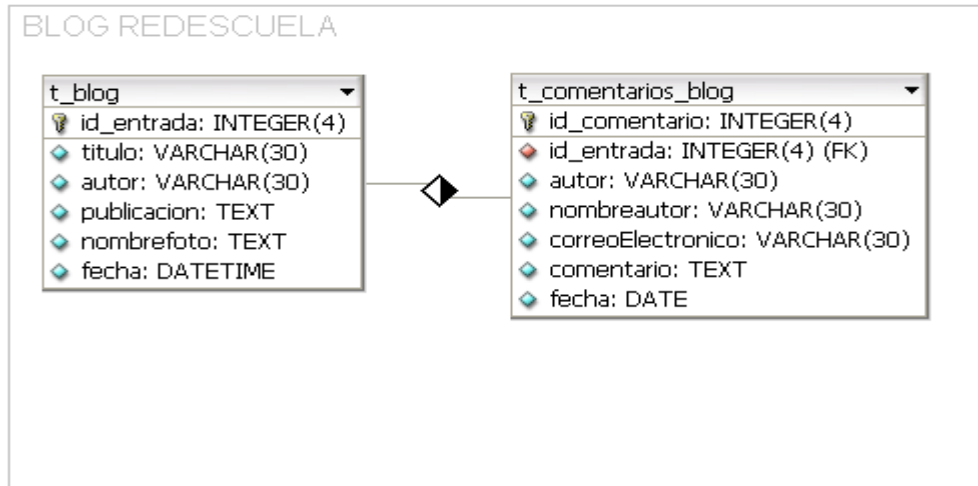 BLOG REDESCUELA
t_blog
id_entrada: INTEGER(4)
titulo: VARCHAR(30)
autor: VARCHAR(30)
publicacion: TEXT
nombrefoto: TEXT
fecha: DATETIME
t_comentarios_blog
id_comentario: INTEGER(4)
id_entrada: INTEGER(4) (FK)
autor: VARCHAR(30)
nombreautor: VARCHAR(30)
correoElectronico: VARCHAR(30)
comentario: TEXT
fecha: DATE